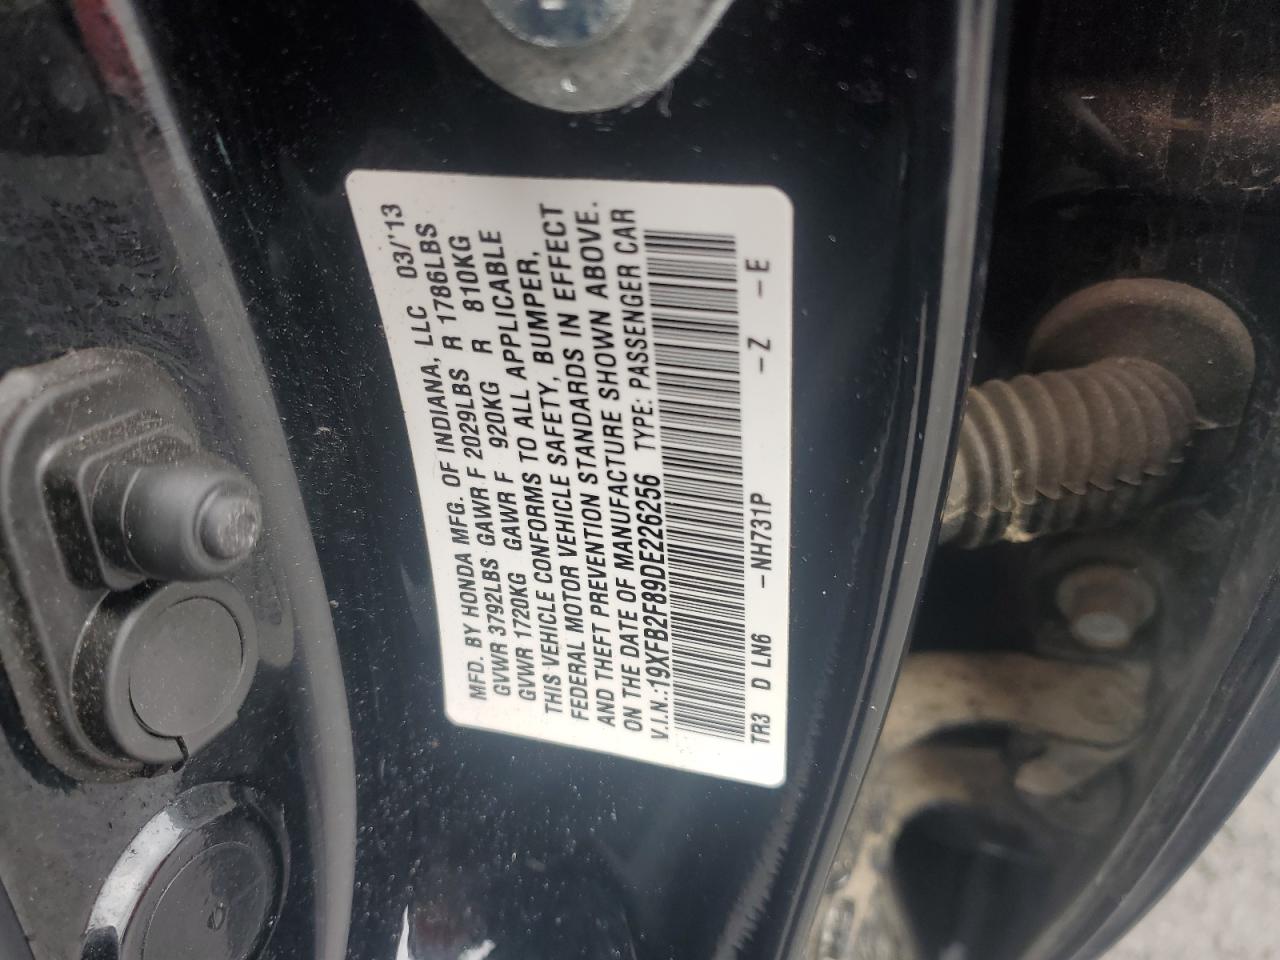 MFD. BY HONDA MFG. OF INDIANA, LLC 03/'13
GVWR 3792LBS GAWR F 2029LBS R 1786LBS
GVWR 1720KG GAWR F 920KG R 810KG
THIS VEHICLE CONFORMS TO ALL APPLICABLE
FEDERAL MOTOR VEHICLE SAFETY, BUMPER,
AND THEFT PREVENTION STANDARDS IN EFFECT
ON THE DATE OF MANUFACTURE SHOWN ABOVE.
V.I.N.:19XFB2F89DE226256 TYPE: PASSENGER CAR
TR3 D LN6 -NH731P -Z -E